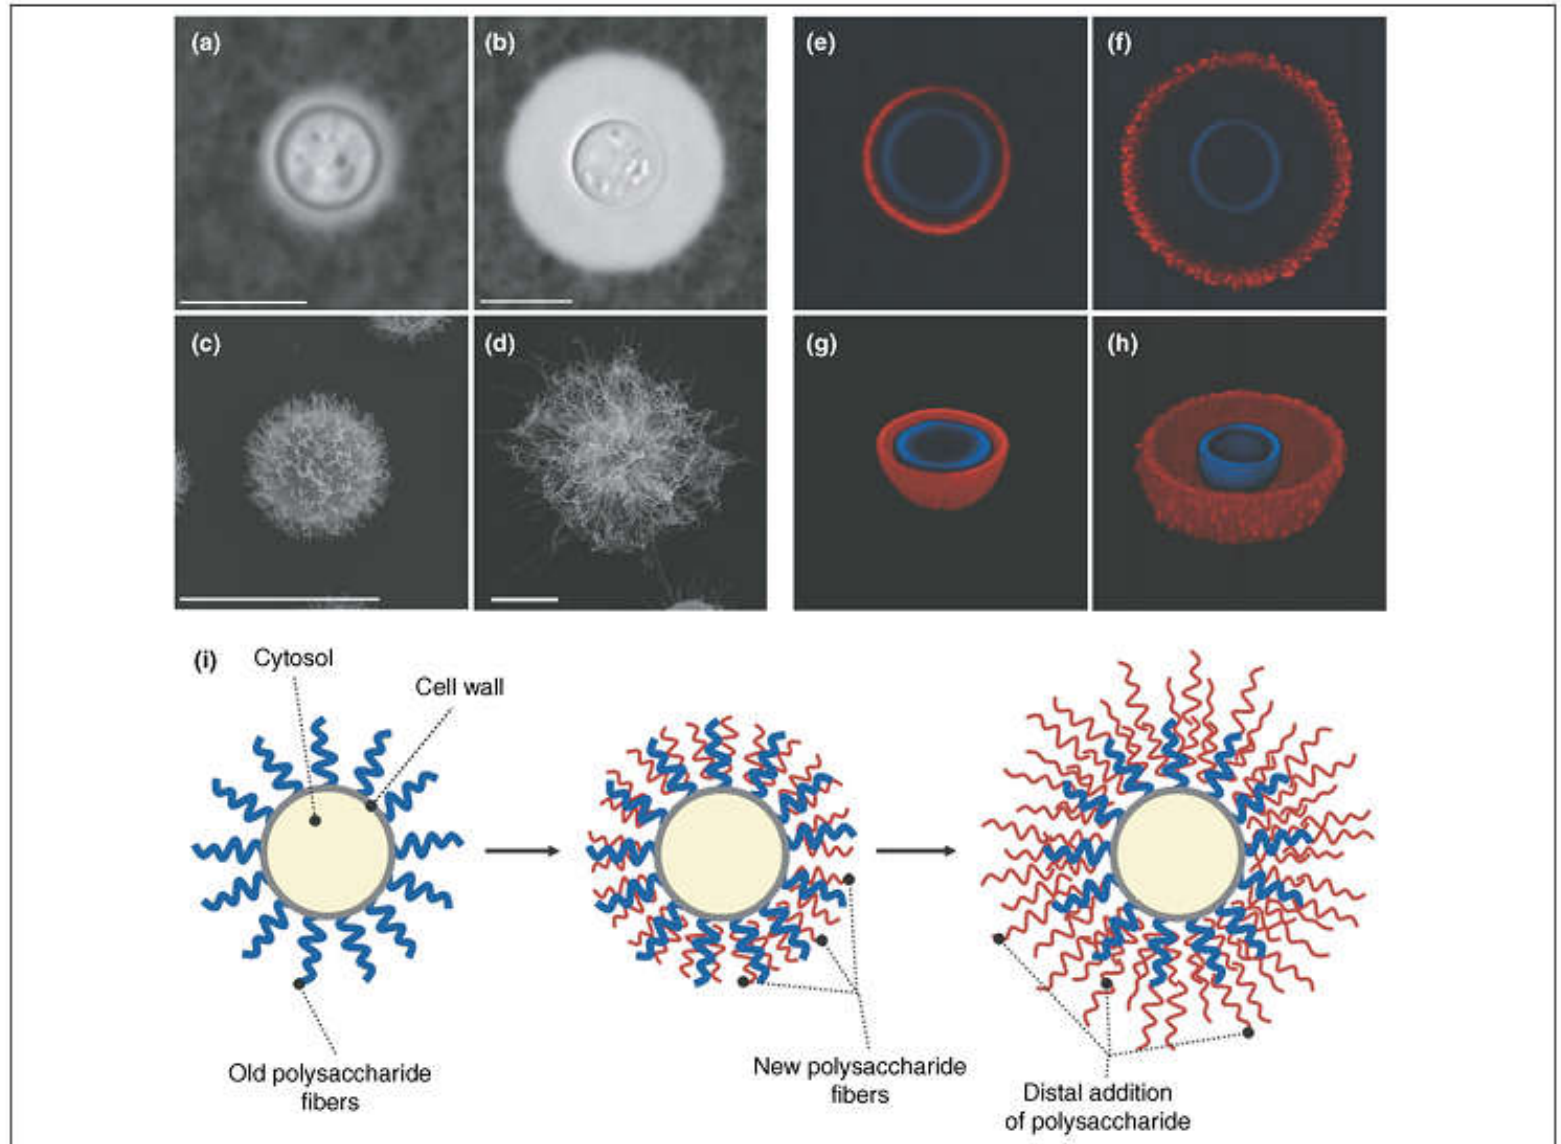 (a)
(b)
(e)
(f)
(c)
(d)
(g)
(h)
(i)
Cytosol
Cell wall
Old polysaccharide
fibers
New polysaccharide
fibers
Distal addition
of polysaccharide